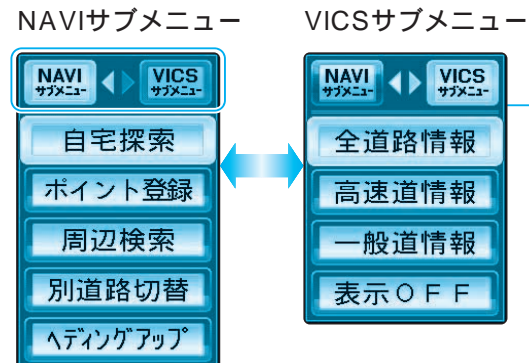 NAVIサブメニュー
NAVI サブメニュー
VICS サブメニュー
自宅探索
ポイント登録
周辺検索
別道路切替
ヘディングアップ
VICSサブメニュー
NAVI サブメニュー
VICS サブメニュー
全道路情報
高速道情報
一般道情報
表示ＯＦＦ